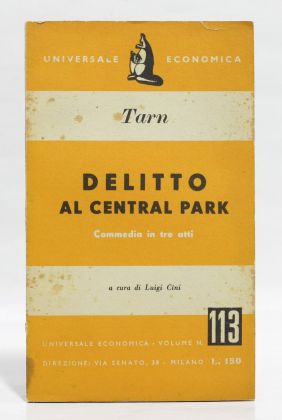 UNIVERSALE ECONOMICA
Tarn
DELITTO
AL CENTRAL PARK
Commedia in tre atti
a cura di Luigi Cini
UNIVERSALE ECONOMICA - VOLUME N. 113
DIREZIONE: VIA SENATO, 38 - MILANO L. 150